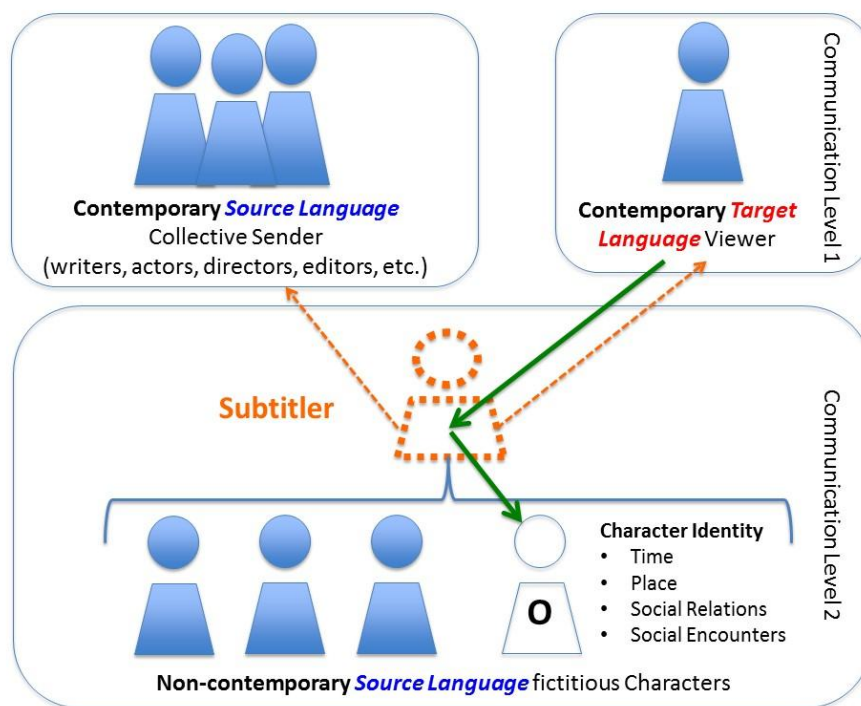 Contemporary Source Language
Collective Sender
(writers, actors, directors, editors, etc.)
Contemporary Target
Language Viewer
Communication Level 1
Subtitler
Communication Level 2
Character Identity
• Time
• Place
• Social Relations
• Social Encounters
O
Non-contemporary Source Language fictitious Characters